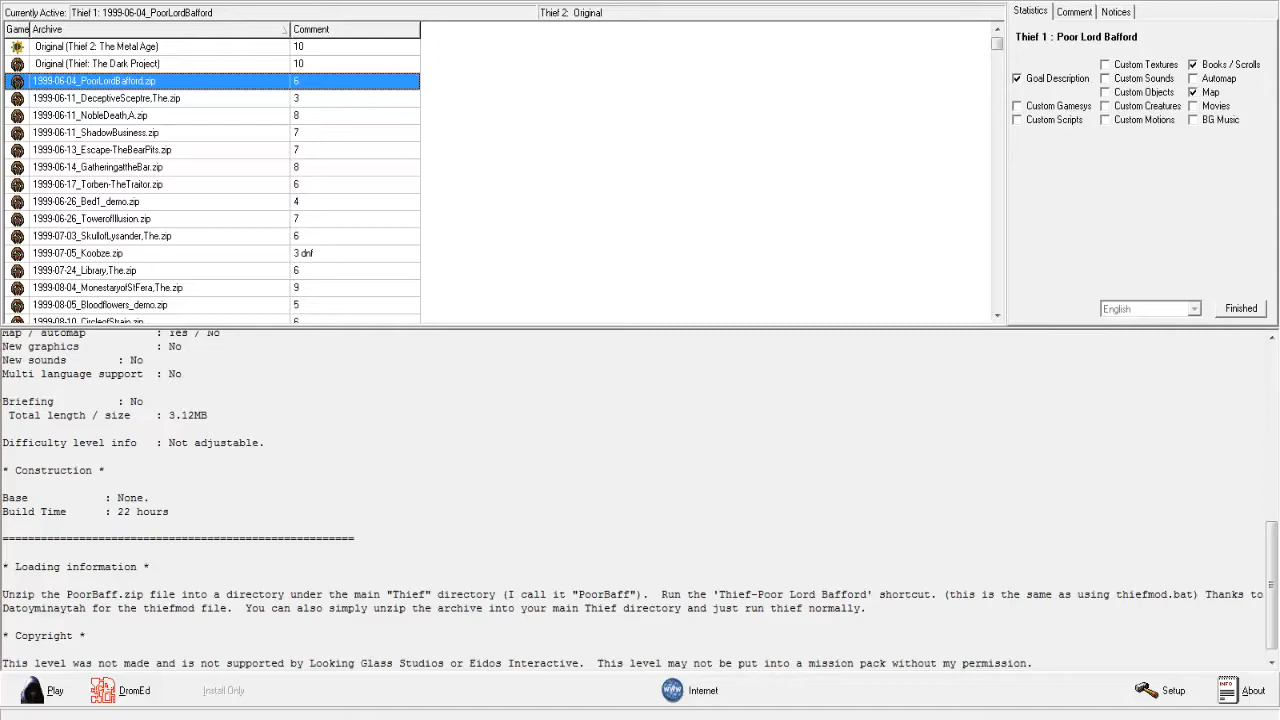 Currently Active: Thief 1: 1999-06-04_PoorLordBafford Thief 2: Original
Game Archive Comment
Original (Thief 2: The Metal Age) 10
Original (Thief: The Dark Project) 10
1999-06-04_PoorLordBafford.zip 6
1999-06-11_DeceptiveSceptre,The.zip 3
1999-06-11_NobleDeath,A.zip 8
1999-06-11_ShadowBusiness.zip 7
1999-06-13_Escape-TheBearPits.zip 7
1999-06-14_GatheringattheBar.zip 8
1999-06-17_Torben-TheTraitor.zip 6
1999-06-26_Bed1_demo.zip 4
1999-06-26_TowerofIllusion.zip 7
1999-07-03_SkullofLysander,The.zip 6
1999-07-05_Koobze.zip 3 dnf
1999-07-24_Library,The.zip 6
1999-08-04_MonestaryofStFera,The.zip 9
1999-08-05_Bloodflowers_demo.zip 5
1999-08-10_CircleofStrain.zip 6
Statistics Comment Notices
Thief 1 : Poor Lord Bafford
Custom Textures Books / Scrolls
Goal Description Custom Sounds Automap
Custom Objects Map
Custom Gamesys Custom Creatures Movies
Custom Scripts Custom Motions BG Music
English Finished
Map / automap : Yes / No
New graphics : No
New sounds : No
Multi language support : No
Briefing : No
Total length / size : 3.12MB
Difficulty level info : Not adjustable.
* Construction *
Base : None.
Build Time : 22 hours
=======================================================
* Loading information *
Unzip the PoorBaff.zip file into a directory under the main "Thief" directory (I call it "PoorBaff"). Run the 'Thief-Poor Lord Bafford' shortcut. (this is the same as using thiefmod.bat) Thanks to
Datoyminaytah for the thiefmod file. You can also simply unzip the archive into your main Thief directory and just run thief normally.
* Copyright *
This level was not made and is not supported by Looking Glass Studios or Eidos Interactive. This level may not be put into a mission pack without my permission.
Play DromEd Install Only www Internet Setup INFO About